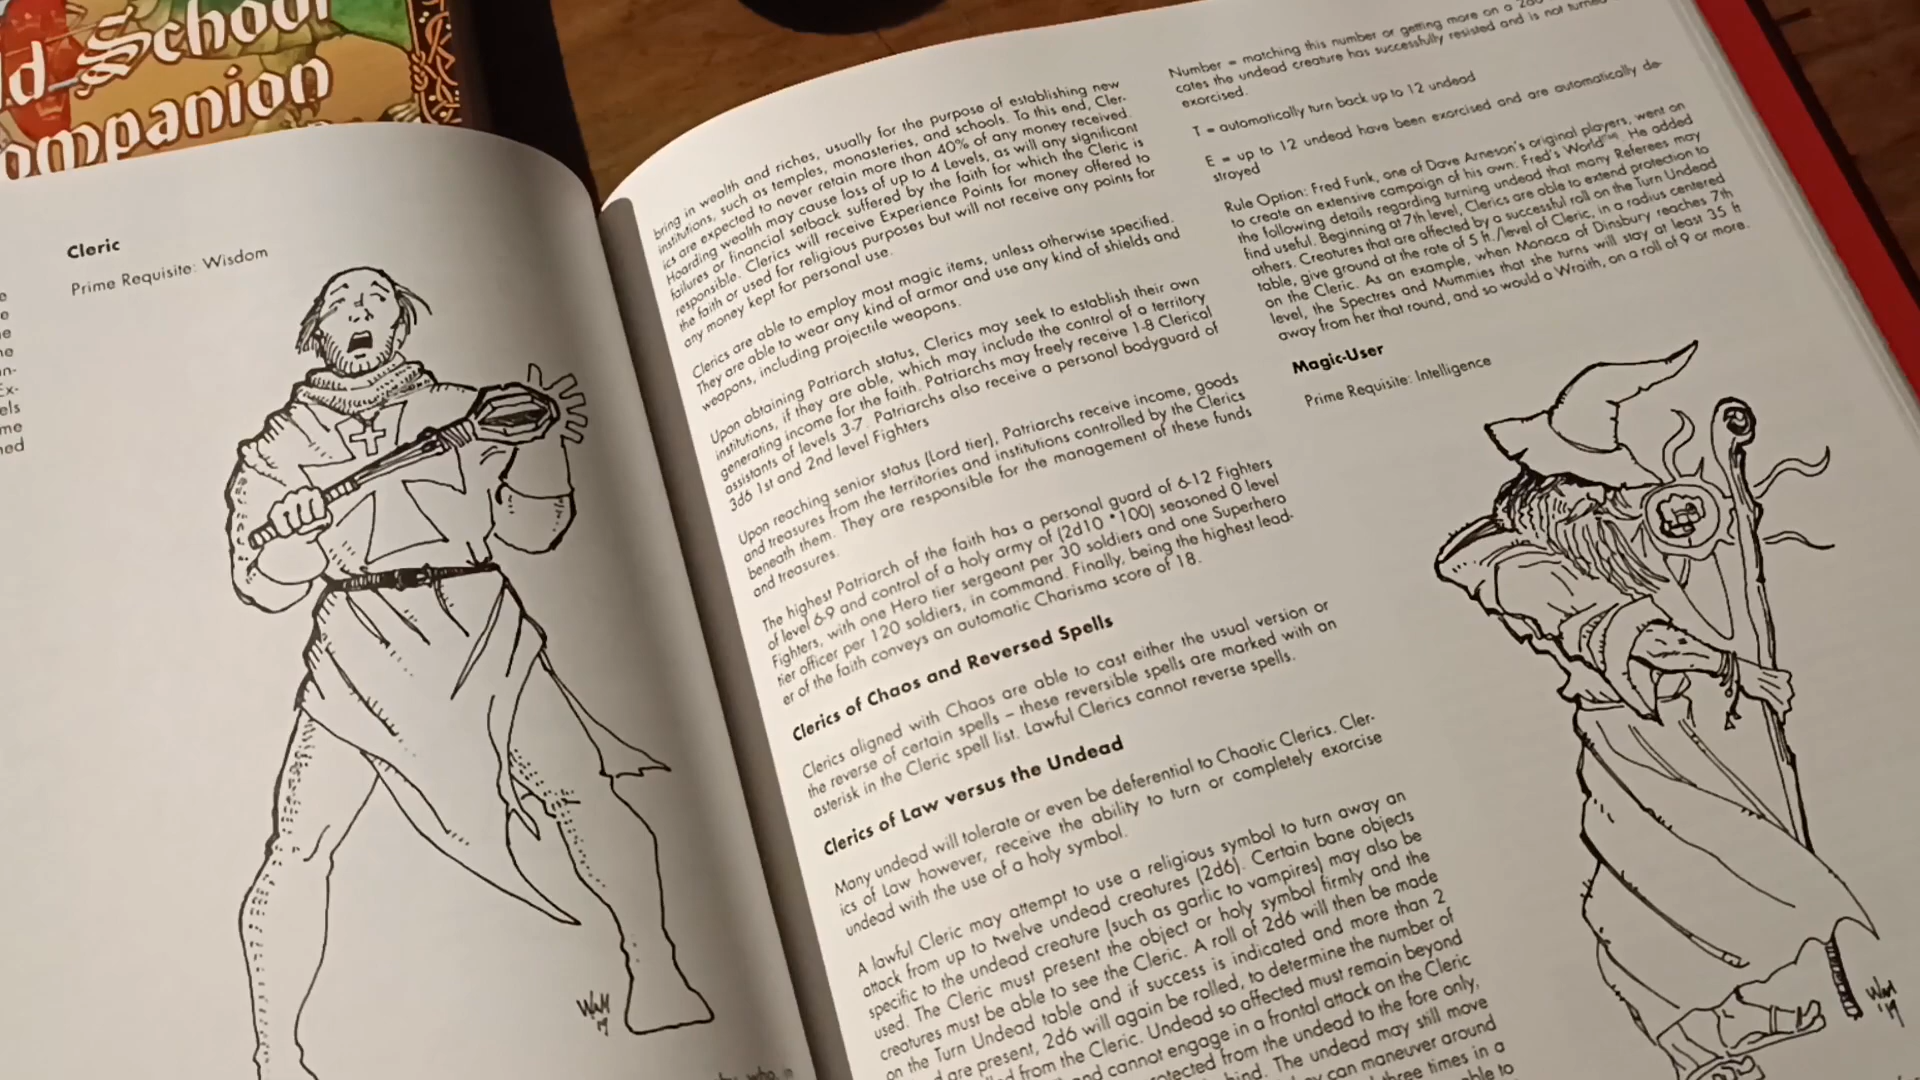 ld School
ompanion
e
e
ne
an-
Ex-
els
me
ned
Cleric
Prime Requisite: Wisdom
WM
bring in wealth and riches, usually for the purpose of establishing new
institutions, such as temples, monasteries, and schools. To this end, Cler-
ics are expected to never retain more than 40% of any money received.
Hoarding wealth may cause loss of up to 4 Levels, as will any significant
failures or financial setback suffered by the faith for which the Cleric is
responsible. Clerics will receive Experience Points for money offered to
the faith or used for religious purposes but will not receive any points for
any money kept for personal use.
Clerics are able to employ most magic items, unless otherwise specified.
They are able to wear any kind of armor and use any kind of shields and
weapons, including projectile weapons.
Upon obtaining Patriarch status, Clerics may seek to establish their own
institutions, if they are able, which may include the control of a territory
generating income for the faith. Patriarchs may freely receive 1-8 Clerical
assistants of levels 3-7. Patriarchs also receive a personal bodyguard of
3d6 1st and 2nd level Fighters
Upon reaching senior status (Lord tier), Patriarchs receive income, goods
and treasures from the territories and institutions controlled by the Clerics
beneath them. They are responsible for the management of these funds
and treasures.
The highest Patriarch of the faith has a personal guard of 6-12 Fighters
of level 6-9 and control of a holy army of (2d10 * 100) seasoned 0 level
Fighters, with one Hero tier sergeant per 30 soldiers and one Superhero
tier officer per 120 soldiers, in command. Finally, being the highest lead-
er of the faith conveys an automatic Charisma score of 18.
Clerics of Chaos and Reversed Spells
Clerics aligned with Chaos are able to cast either the usual version or
the reverse of certain spells – these reversible spells are marked with an
asterisk in the Cleric spell list. Lawful Clerics cannot reverse spells.
Clerics of Law versus the Undead
Many undead will tolerate or even be deferential to Chaotic Clerics. Cler-
ics of Law however, receive the ability to turn or completely exorcise
undead with the use of a holy symbol.
A lawful Cleric may attempt to use a religious symbol to turn away an
attack from up to twelve undead creatures (2d6). Certain bane objects
specific to the undead creature (such as garlic to vampires) may also be
used. The Cleric must present the object or holy symbol firmly and the
creatures must be able to see the Cleric. A roll of 2d6 will then be made
on the Turn Undead table and if success is indicated and more than 2
are present, 2d6 will again be rolled, to determine the number of
from the Cleric. Undead so affected must remain beyond
and cannot engage in a frontal attack on the Cleric
from the undead to the fore only,
The undead may still move
can maneuver around
three times in a
able to
Number = matching this number or getting more on a 2d6
cates the undead creature has successfully resisted and is not turned
exorcised.
T = automatically turn back up to 12 undead
E = up to 12 undead have been exorcised and are automatically de-
stroyed
Rule Option: Fred Funk, one of Dave Arneson's original players, went on
to create an extensive campaign of his own: Fred's World™. He added
the following details regarding turning undead that many Referees may
find useful. Beginning at 7th level, Clerics are able to extend protection to
others. Creatures that are affected by a successful roll on the Turn Undead
table, give ground at the rate of 5 ft./level of Cleric, in a radius centered
on the Cleric. As an example, when Monaca of Dinsbury reaches 7th
level, the Spectres and Mummies that she turns will stay at least 35 ft
away from her that round, and so would a Wraith, on a roll of 9 or more.
Magic-User
Prime Requisite: Intelligence
WM
'19